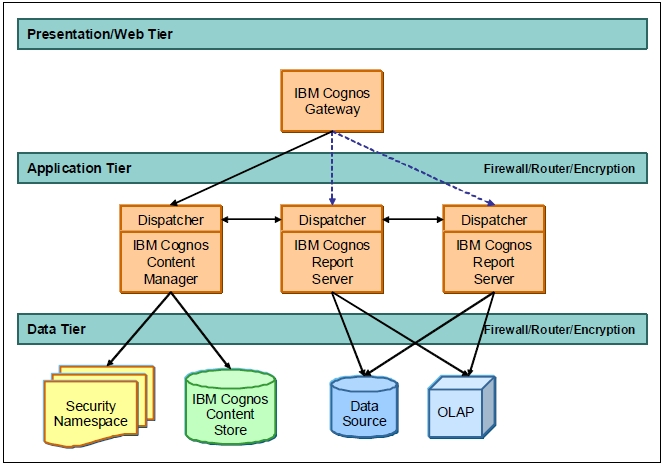 Presentation/Web Tier
IBM Cognos
Gateway
Application Tier
Firewall/Router/Encryption
Dispatcher
IBM Cognos
Content
Manager
Dispatcher
IBM Cognos
Report
Server
Dispatcher
IBM Cognos
Report
Server
Data Tier
Firewall/Router/Encryption
Security
Namespace
IBM Cognos
Content
Store
Data
Source
OLAP